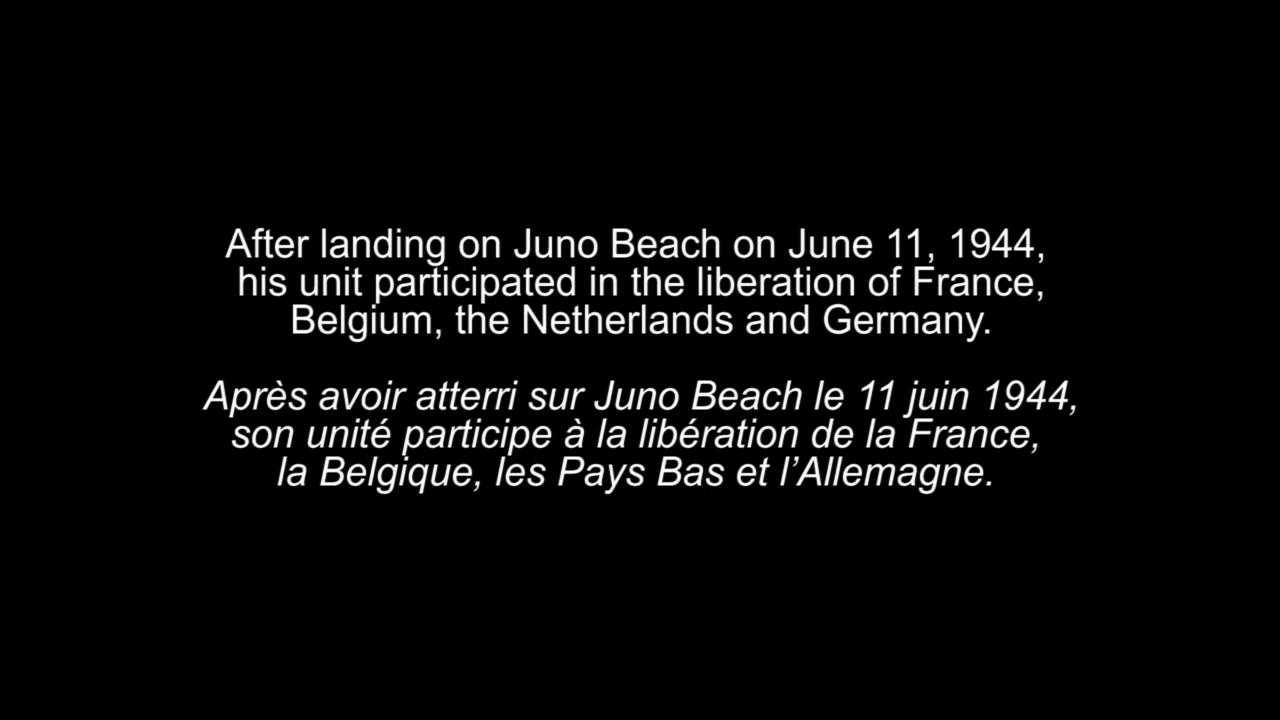 After landing on Juno Beach on June 11, 1944,
his unit participated in the liberation of France,
Belgium, the Netherlands and Germany.
Après avoir atterri sur Juno Beach le 11 juin 1944,
son unité participe à la libération de la France,
la Belgique, les Pays Bas et l’Allemagne.